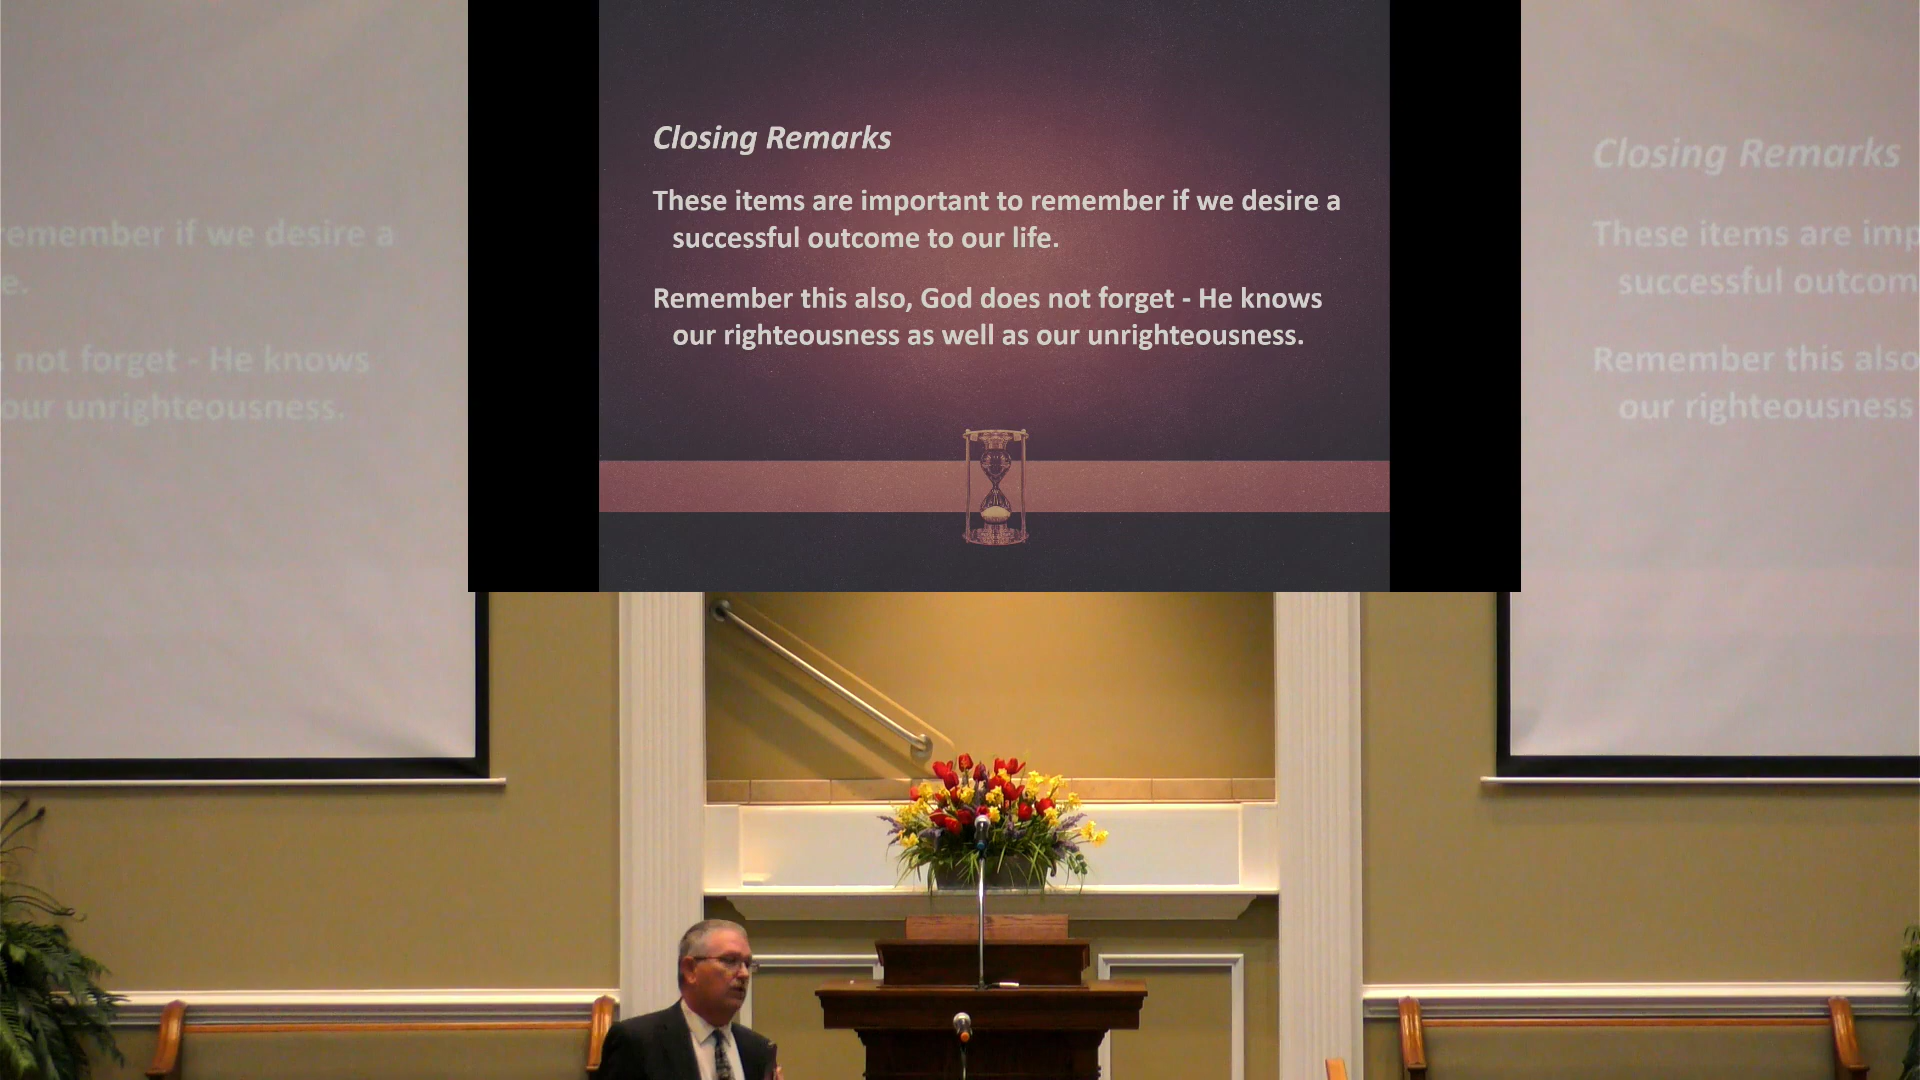 Closing Remarks
These items are important to remember if we desire a
successful outcome to our life.
Remember this also, God does not forget - He knows
our righteousness as well as our unrighteousness.
remember if we desire a
e.
s not forget - He knows
our unrighteousness.
Closing Remarks
These items are imp
successful outcom
Remember this also
our righteousness